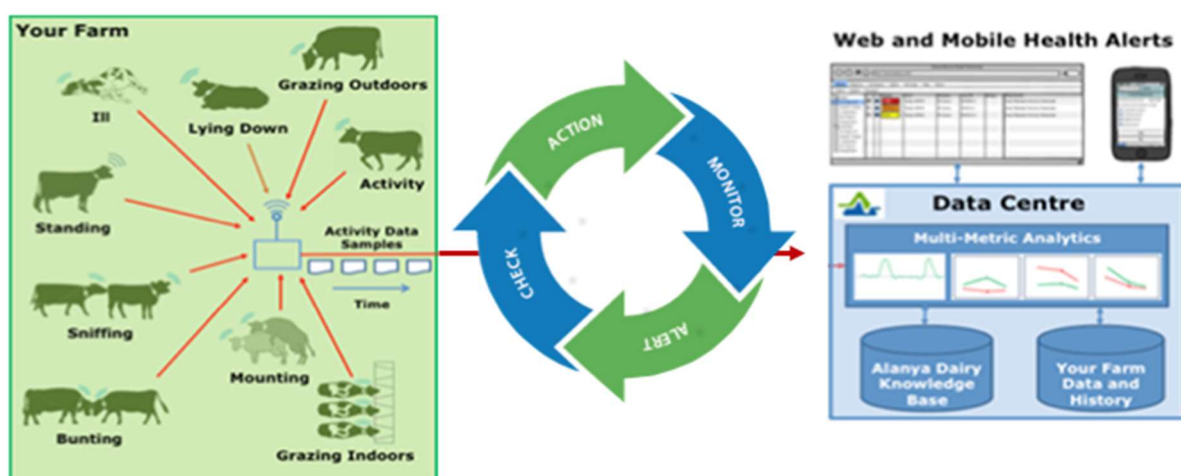 Your Farm
Ill
Lying Down
Grazing Outdoors
Standing
Activity
Activity Data
Samples
Time
Sniffing
Mounting
Bunting
Grazing Indoors
ACTION
MONITOR
ALERT
CHECK
Web and Mobile Health Alerts
Data Centre
Multi-Metric Analytics
Alanya Dairy
Knowledge
Base
Your Farm
Data and
History